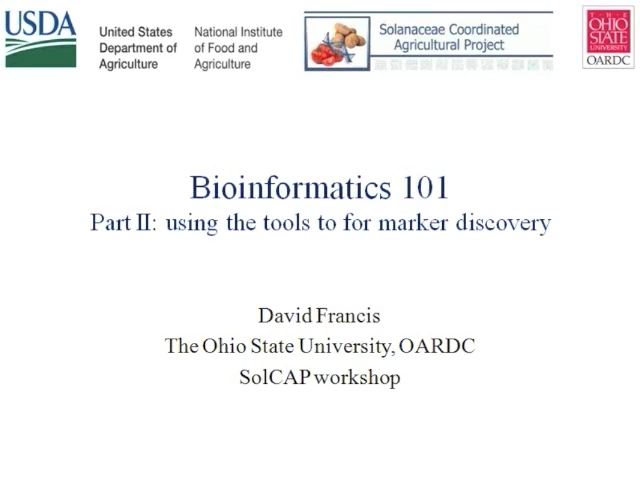 USDA
United States
Department of
Agriculture
National Institute
of Food and
Agriculture
Solanaceae Coordinated
Agricultural Project
THE
OHIO
STATE
UNIVERSITY
OARDC
Bioinformatics 101
Part II: using the tools to for marker discovery
David Francis
The Ohio State University, OARDC
SolCAP workshop